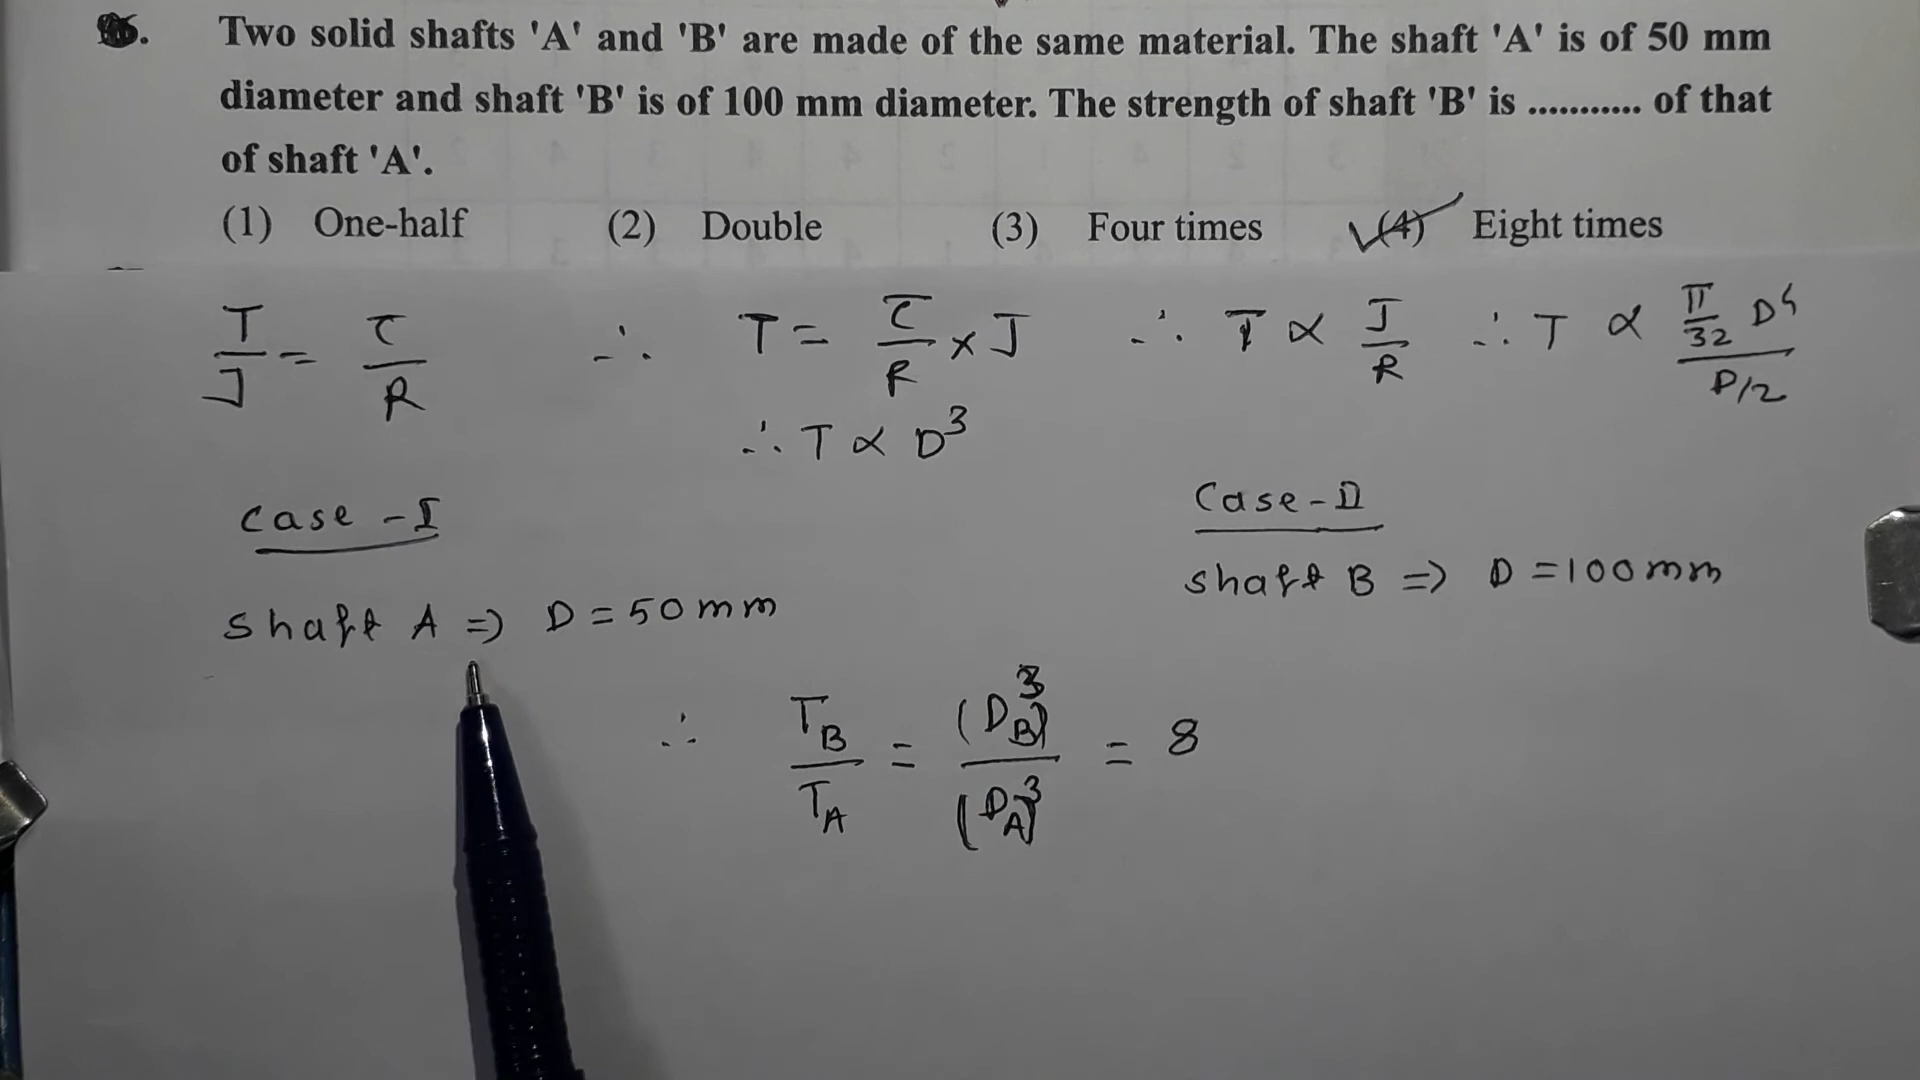 Two solid shafts 'A' and 'B' are made of the same material. The shaft 'A' is of 50 mm
diameter and shaft 'B' is of 100 mm diameter. The strength of shaft 'B' is ........... of that
of shaft 'A'.
(1) One-half (2) Double (3) Four times (4) Eight times
T/J = τ/R ∴ T = τ/R × J ∴ T ∝ J/R ∴ T ∝ (π/32 D⁴)/(D/2)
∴ T ∝ D³
Case - I Case - II
Shaft A => D = 50 mm Shaft B => D = 100 mm
∴ T_B/T_A = (D_B)³/(D_A)³ = 8